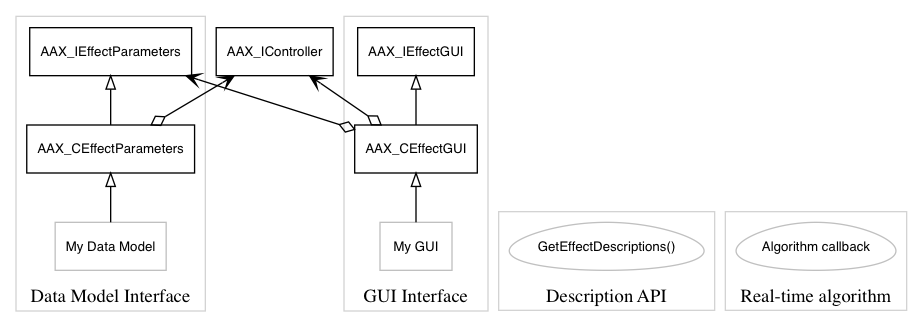 AAX_IEffectParameters
AAX_IController
AAX_IEffectGUI
AAX_CEffectParameters
AAX_CEffectGUI
My Data Model
My GUI
GetEffectDescriptions()
Algorithm callback
Data Model Interface
GUI Interface
Description API
Real-time algorithm